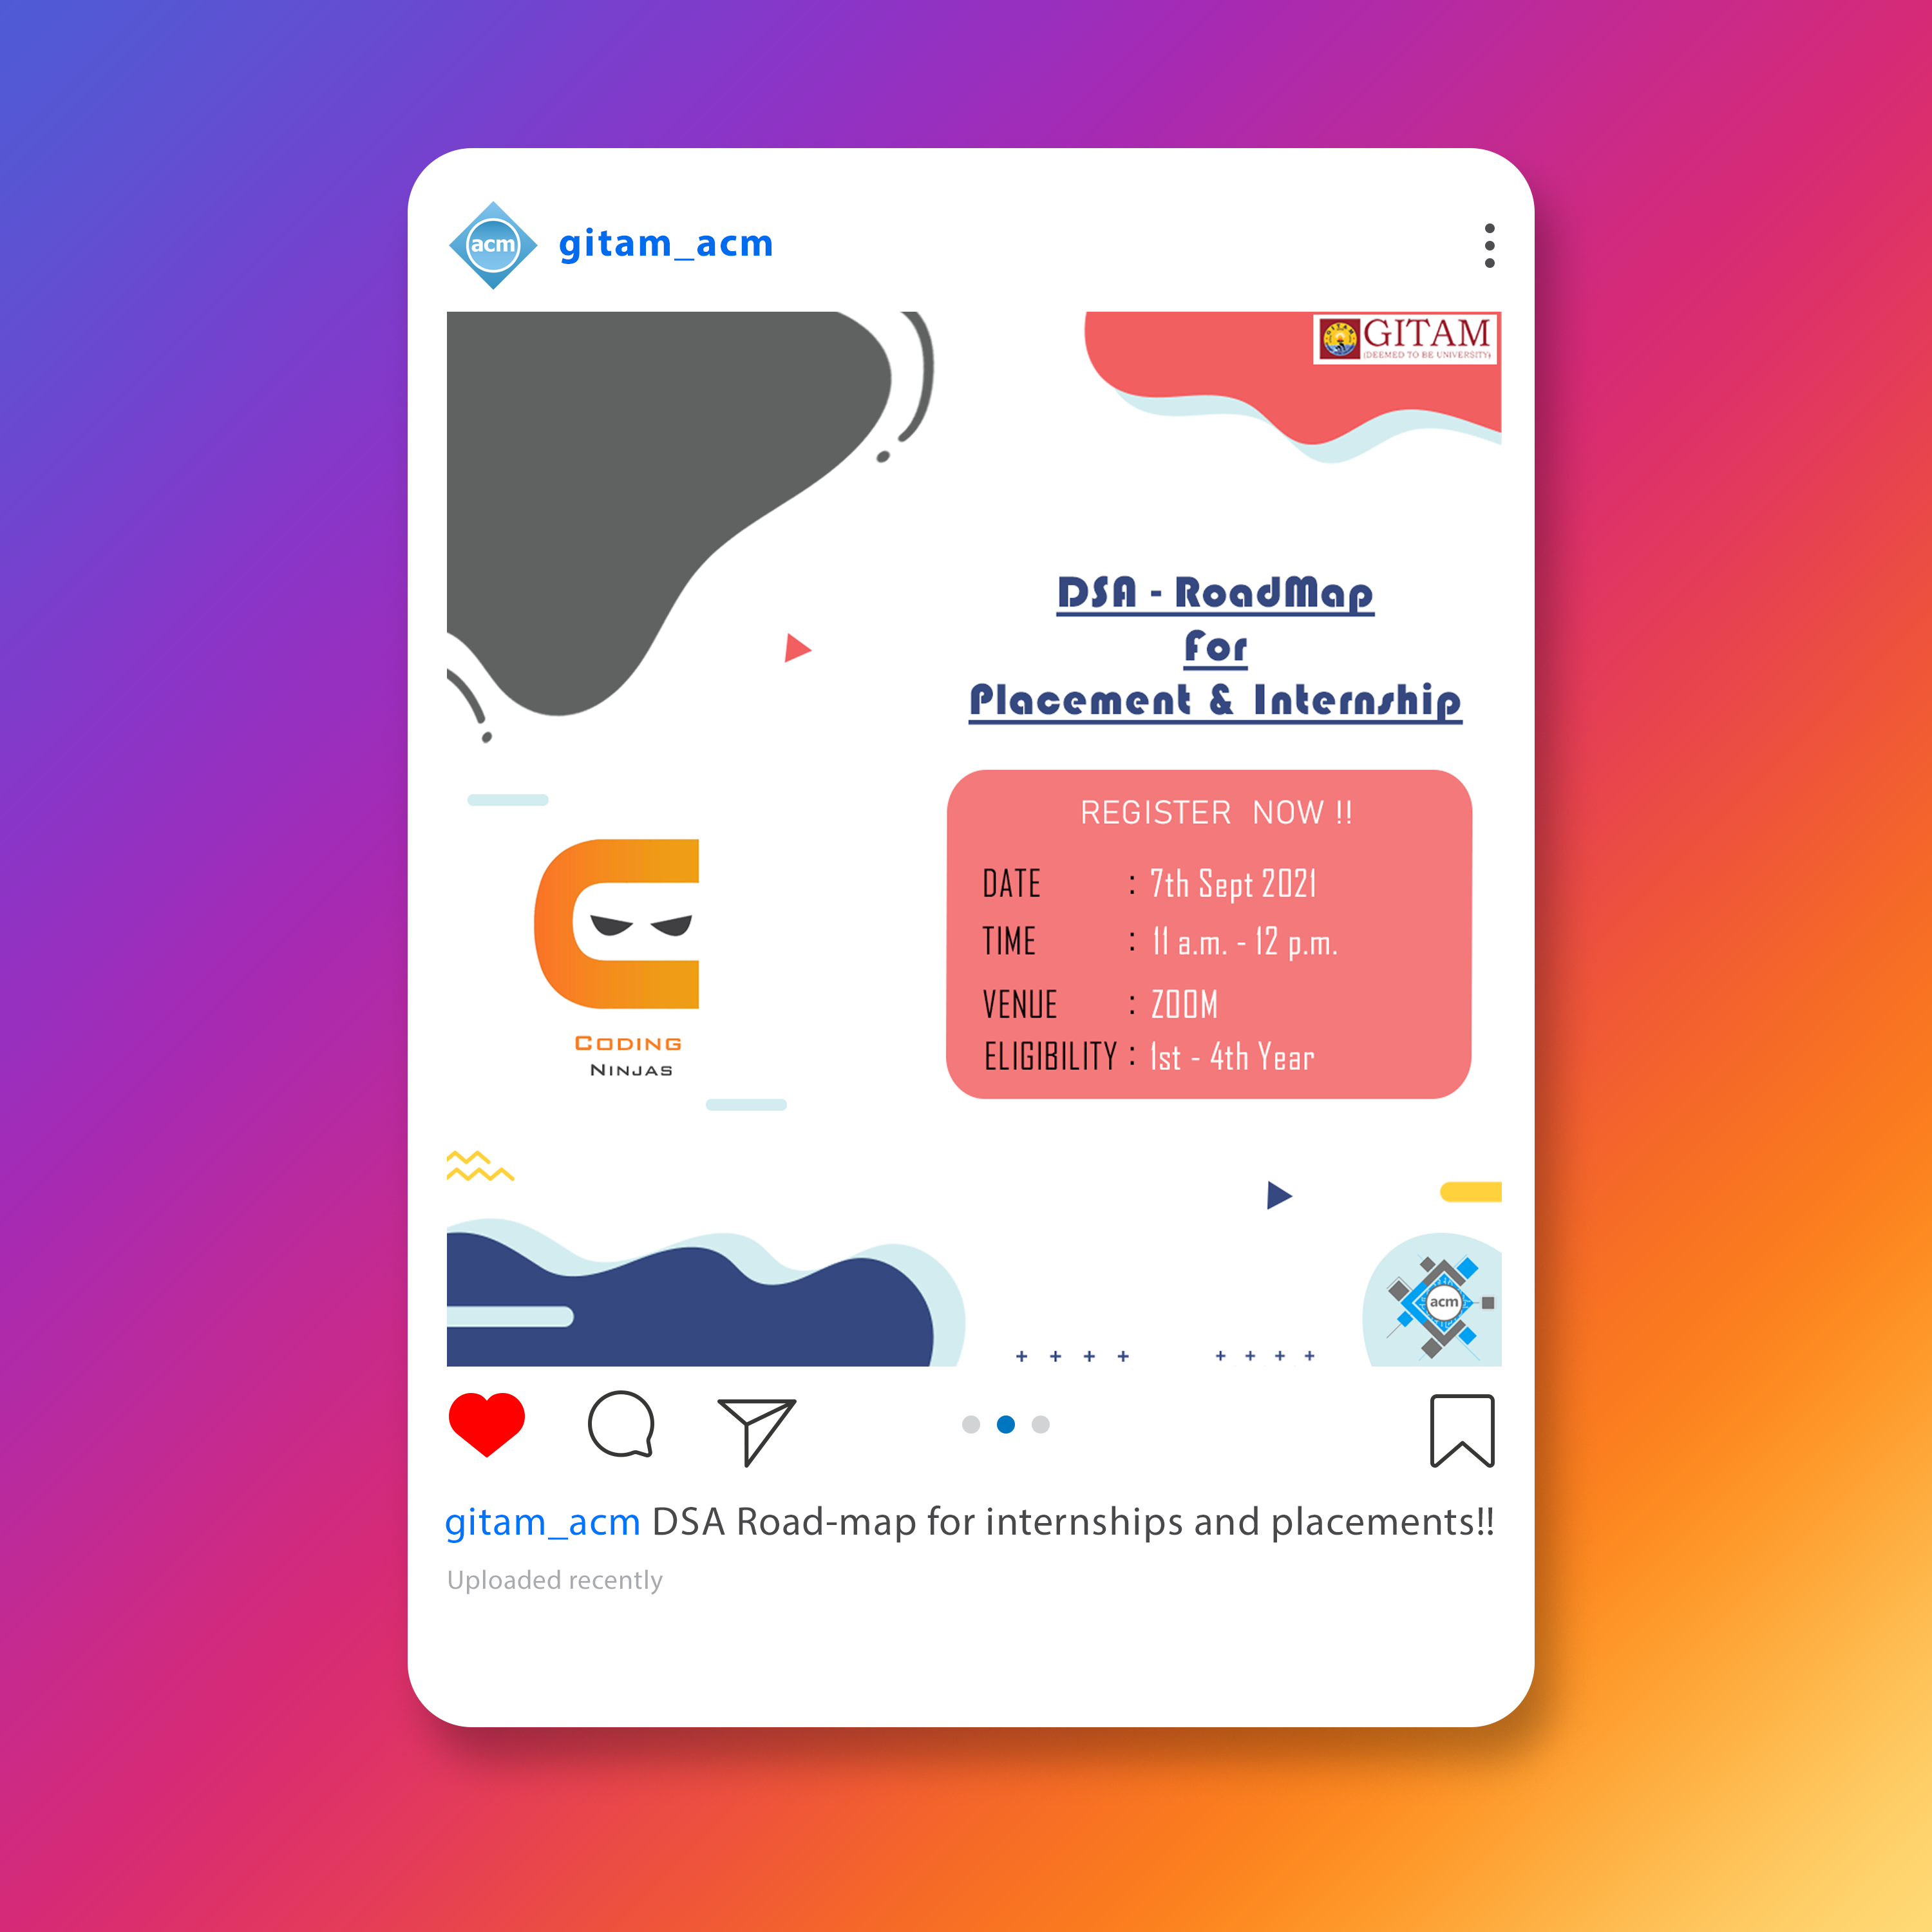 acm
gitam_acm
GITAM
(DEEMED TO BE UNIVERSITY)
DSA - RoadMap
For
Placement & Internship
REGISTER NOW !!
DATE : 7th Sept 2021
TIME : 11 a.m. - 12 p.m.
VENUE : ZOOM
ELIGIBILITY : 1st - 4th Year
CODING
NINJAS
acm
gitam_acm DSA Road-map for internships and placements!!
Uploaded recently